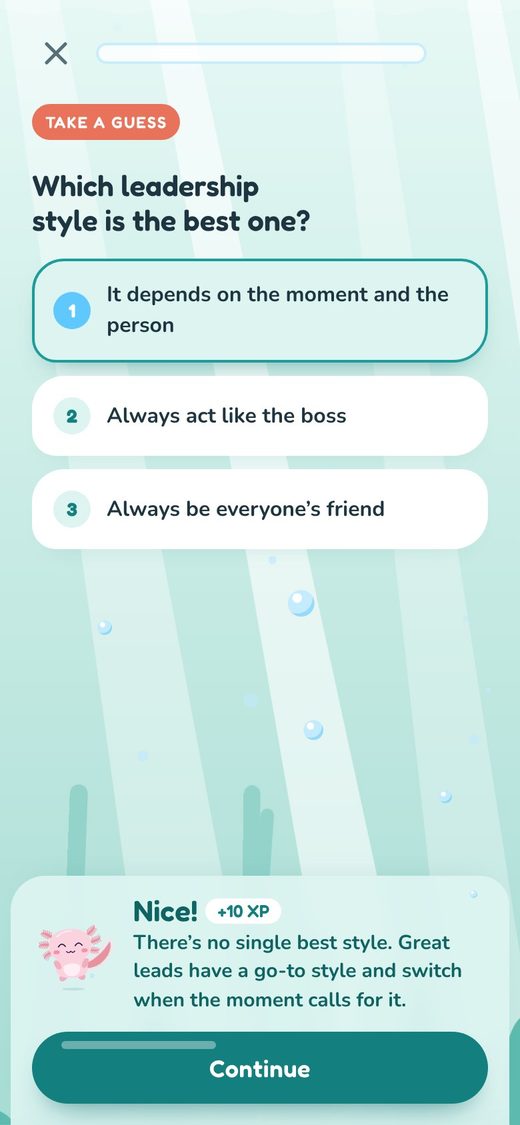 TAKE A GUESS
Which leadership
style is the best one?
1
It depends on the moment and the
person
2
Always act like the boss
3
Always be everyone’s friend
Nice! +10 XP
There’s no single best style. Great
leads have a go-to style and switch
when the moment calls for it.
Continue